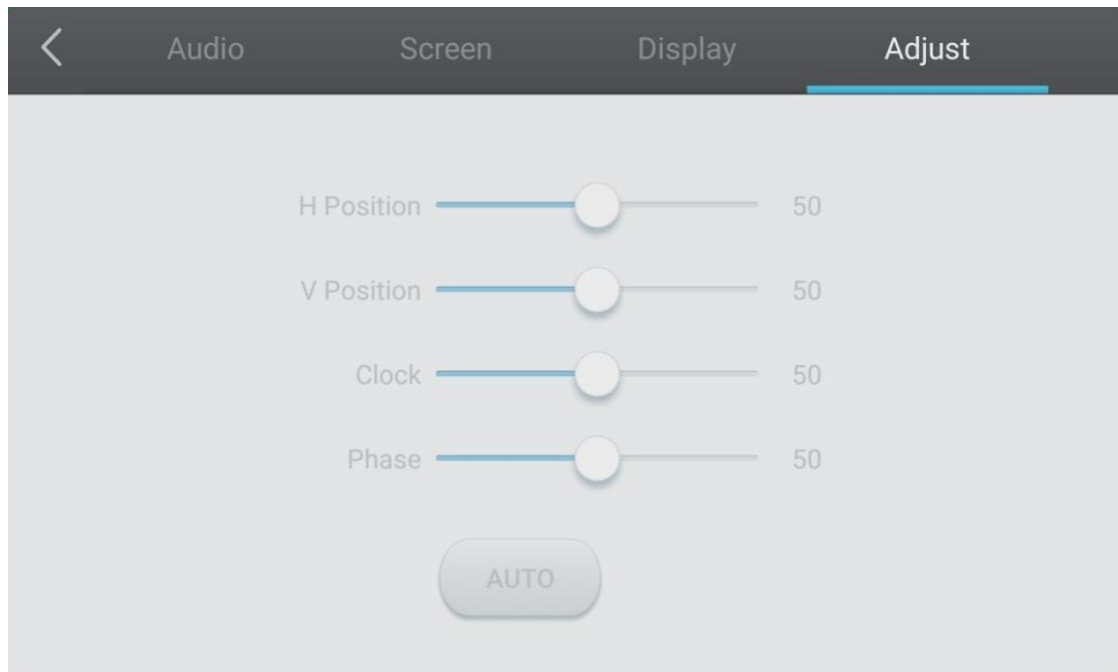 Audio Screen Display Adjust
H Position 50
V Position 50
Clock 50
Phase 50
AUTO